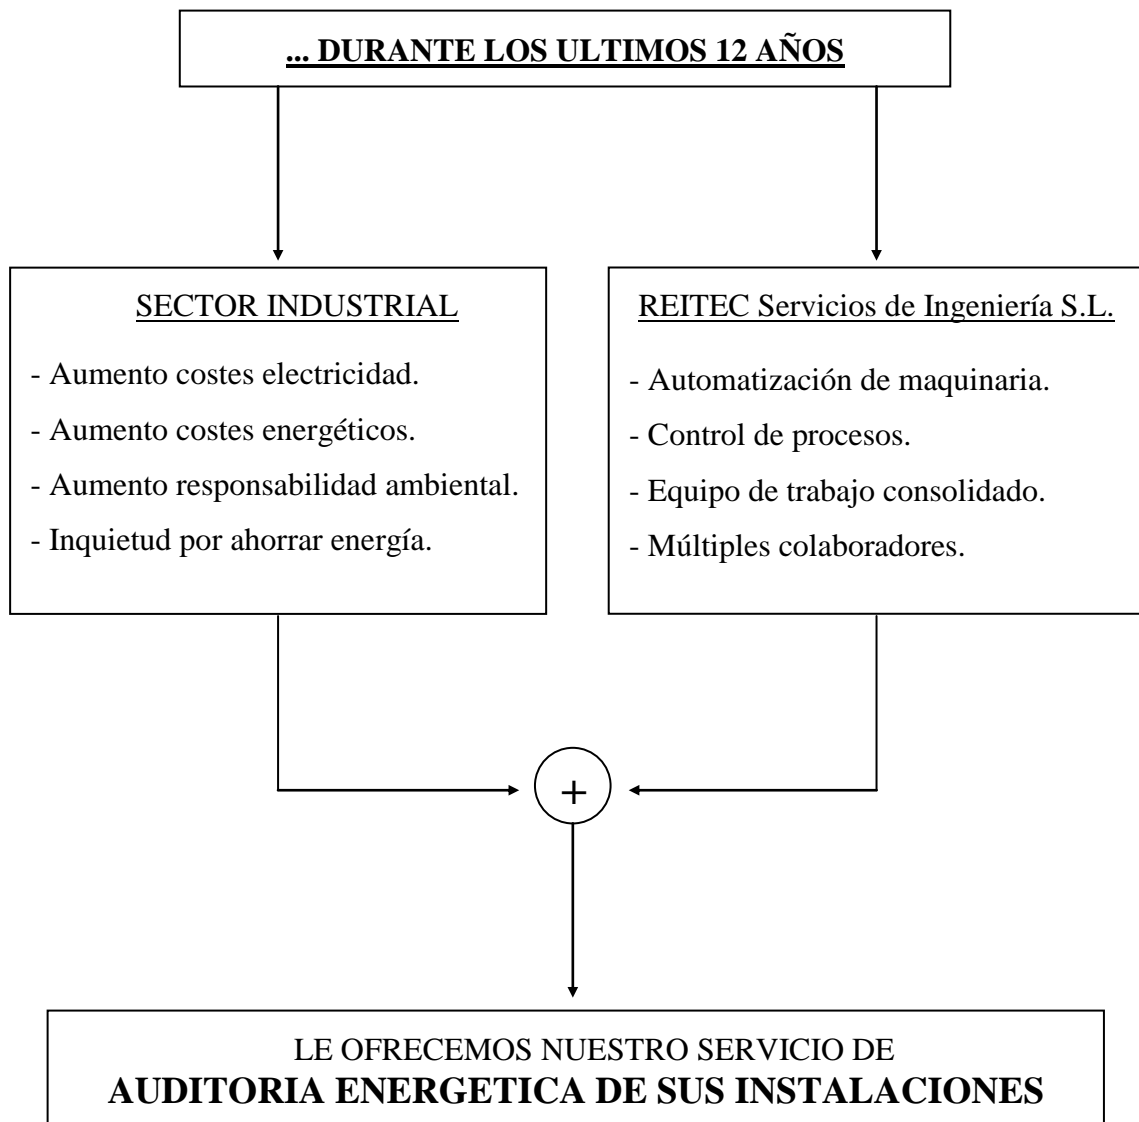 ... DURANTE LOS ULTIMOS 12 AÑOS
SECTOR INDUSTRIAL
- Aumento costes electricidad.
- Aumento costes energéticos.
- Aumento responsabilidad ambiental.
- Inquietud por ahorrar energía.
REITEC Servicios de Ingeniería S.L.
- Automatización de maquinaria.
- Control de procesos.
- Equipo de trabajo consolidado.
- Múltiples colaboradores.
+
LE OFRECEMOS NUESTRO SERVICIO DE
AUDITORIA ENERGETICA DE SUS INSTALACIONES